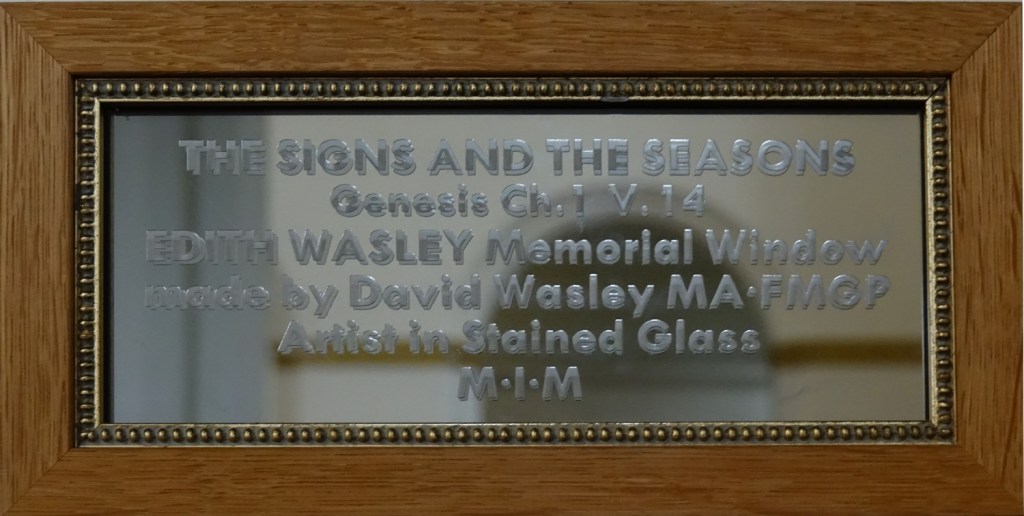 THE SIGNS AND THE SEASONS
Genesis Ch.1 V.14
EDITH WASLEY Memorial Window
made by David Wasley MA·FMGP
Artist in Stained Glass
M·I·M